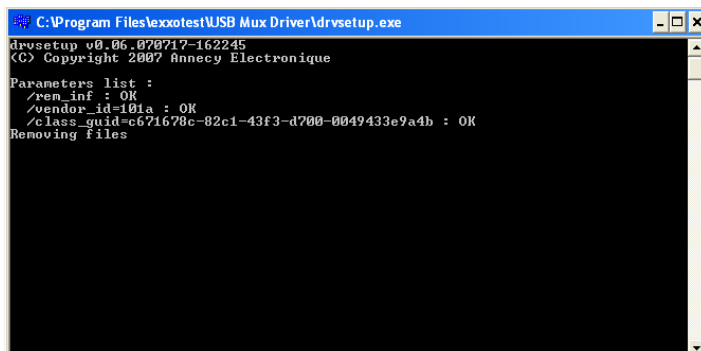 C:\Program Files\exxotest\USB Mux Driver\drvsetup.exe
drvsetup v0.06.070717-162245
(C) Copyright 2007 Annecy Electronique
Parameters list :
/rem_inf : OK
/vendor_id=101a : OK
/class_guid=c671678c-82c1-43f3-d700-0049433e9a4b : OK
Removing files